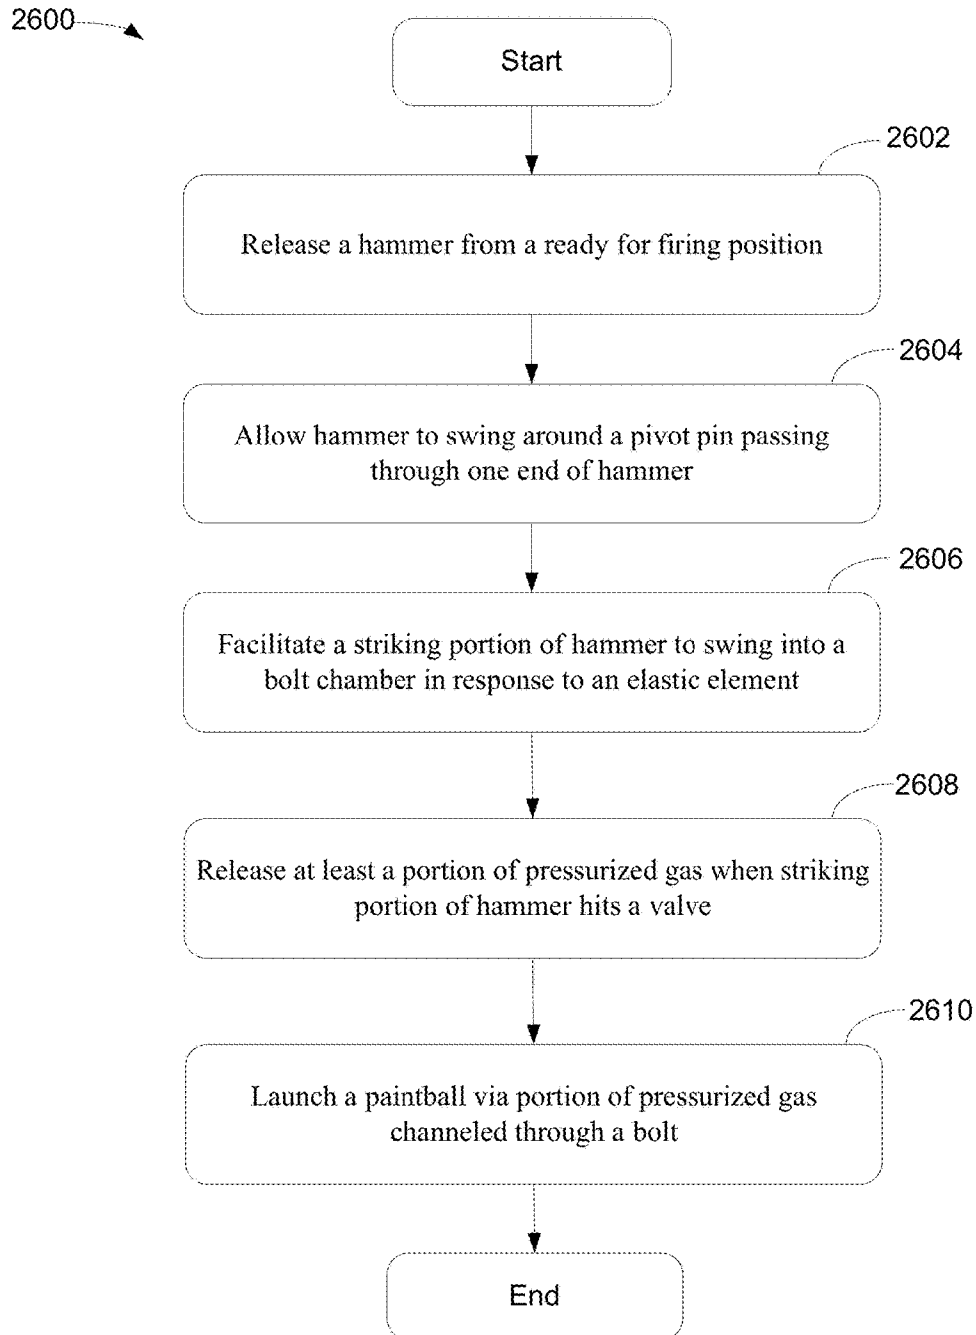 2600
Start
2602
Release a hammer from a ready for firing position
2604
Allow hammer to swing around a pivot pin passing
through one end of hammer
2606
Facilitate a striking portion of hammer to swing into a
bolt chamber in response to an elastic element
2608
Release at least a portion of pressurized gas when striking
portion of hammer hits a valve
2610
Launch a paintball via portion of pressurized gas
channeled through a bolt
End